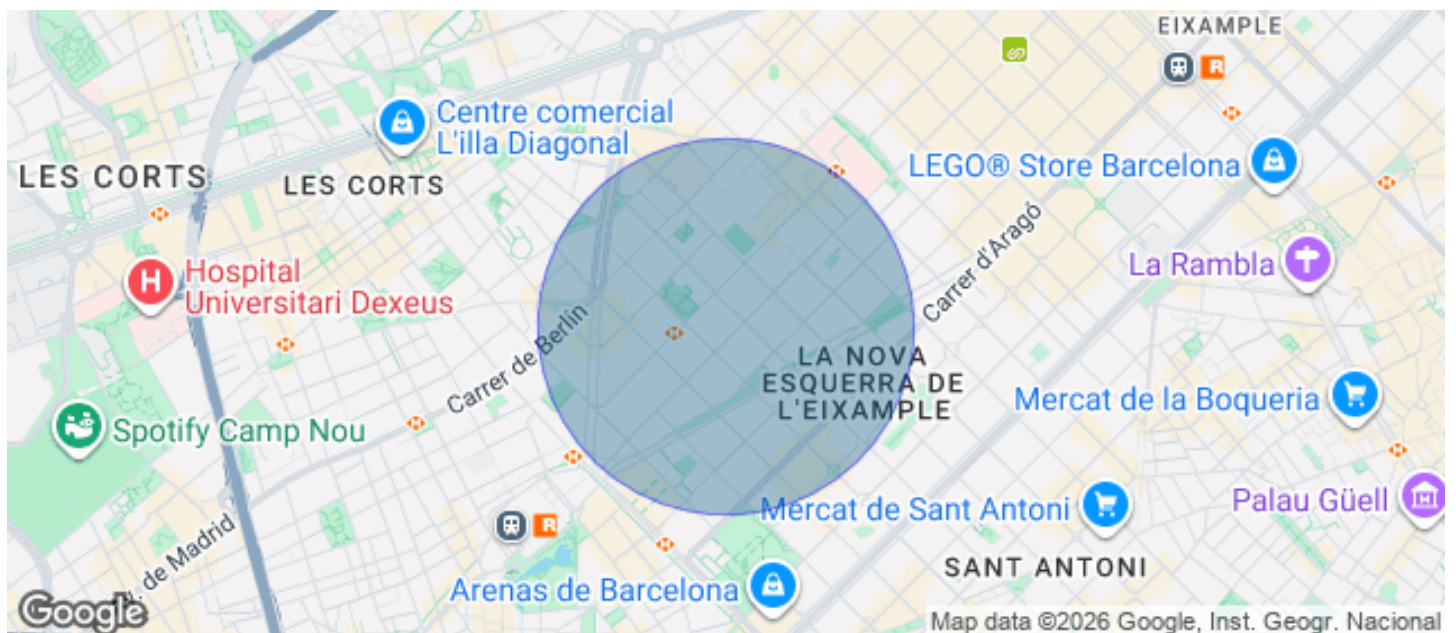 EIXAMPLE
R
Centre comercial
L'illa Diagonal
LES CORTS
LES CORTS
LEGO® Store Barcelona
Carrer d'Aragó
La Rambla
H
Hospital
Universitari Dexeus
Carrer de Berlín
LA NOVA
ESQUERRA DE
L'EIXAMPLE
Mercat de la Boqueria
Spotify Camp Nou
Mercat de Sant Antoni
Palau Güell
R
. de Madrid
SANT ANTONI
Arenas de Barcelona
Google
Map data ©2026 Google, Inst. Geogr. Nacional